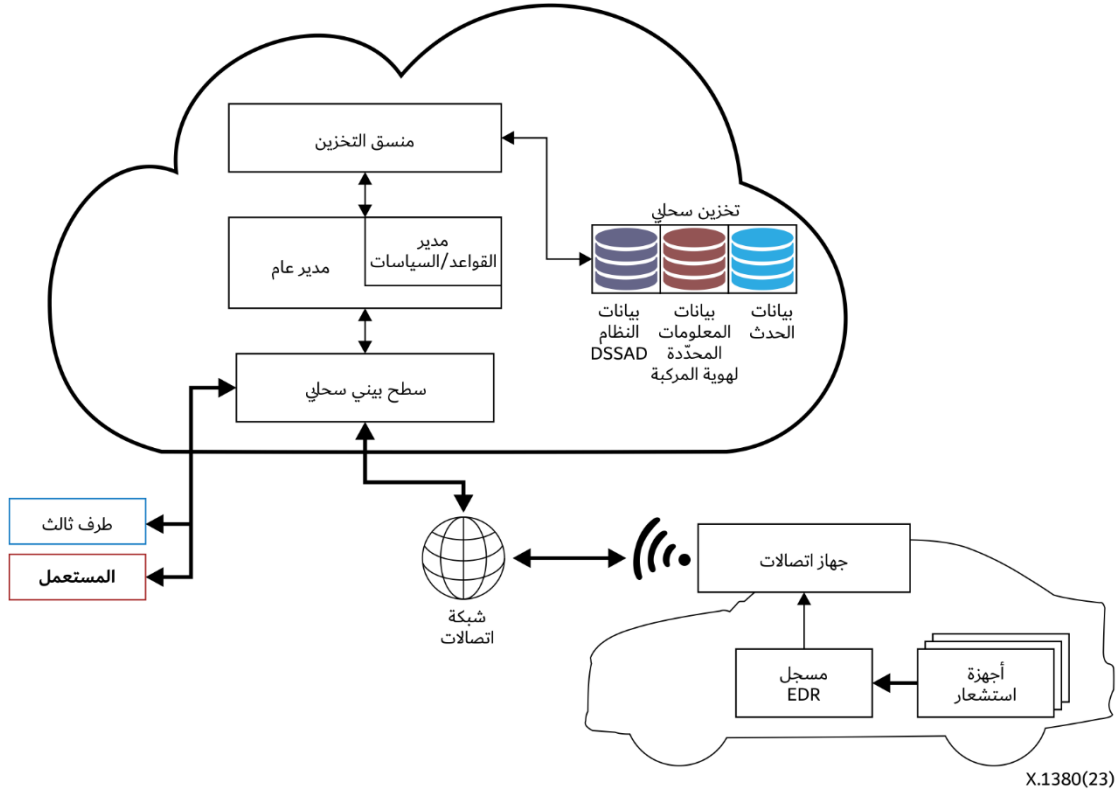 منسق التخزين
تخزين سحابي
مدير
القواعد/السياسات
مدير عام
بيانات
الحدث
بيانات
المعلومات
المحدّدة
لهوية المركبة
بيانات
النظام
DSSAD
سطح بيني سحابي
طرف ثالث
المستعمل
شبكة
اتصالات
جهاز اتصالات
مسجل
EDR
أجهزة
استشعار
X.1380(23)